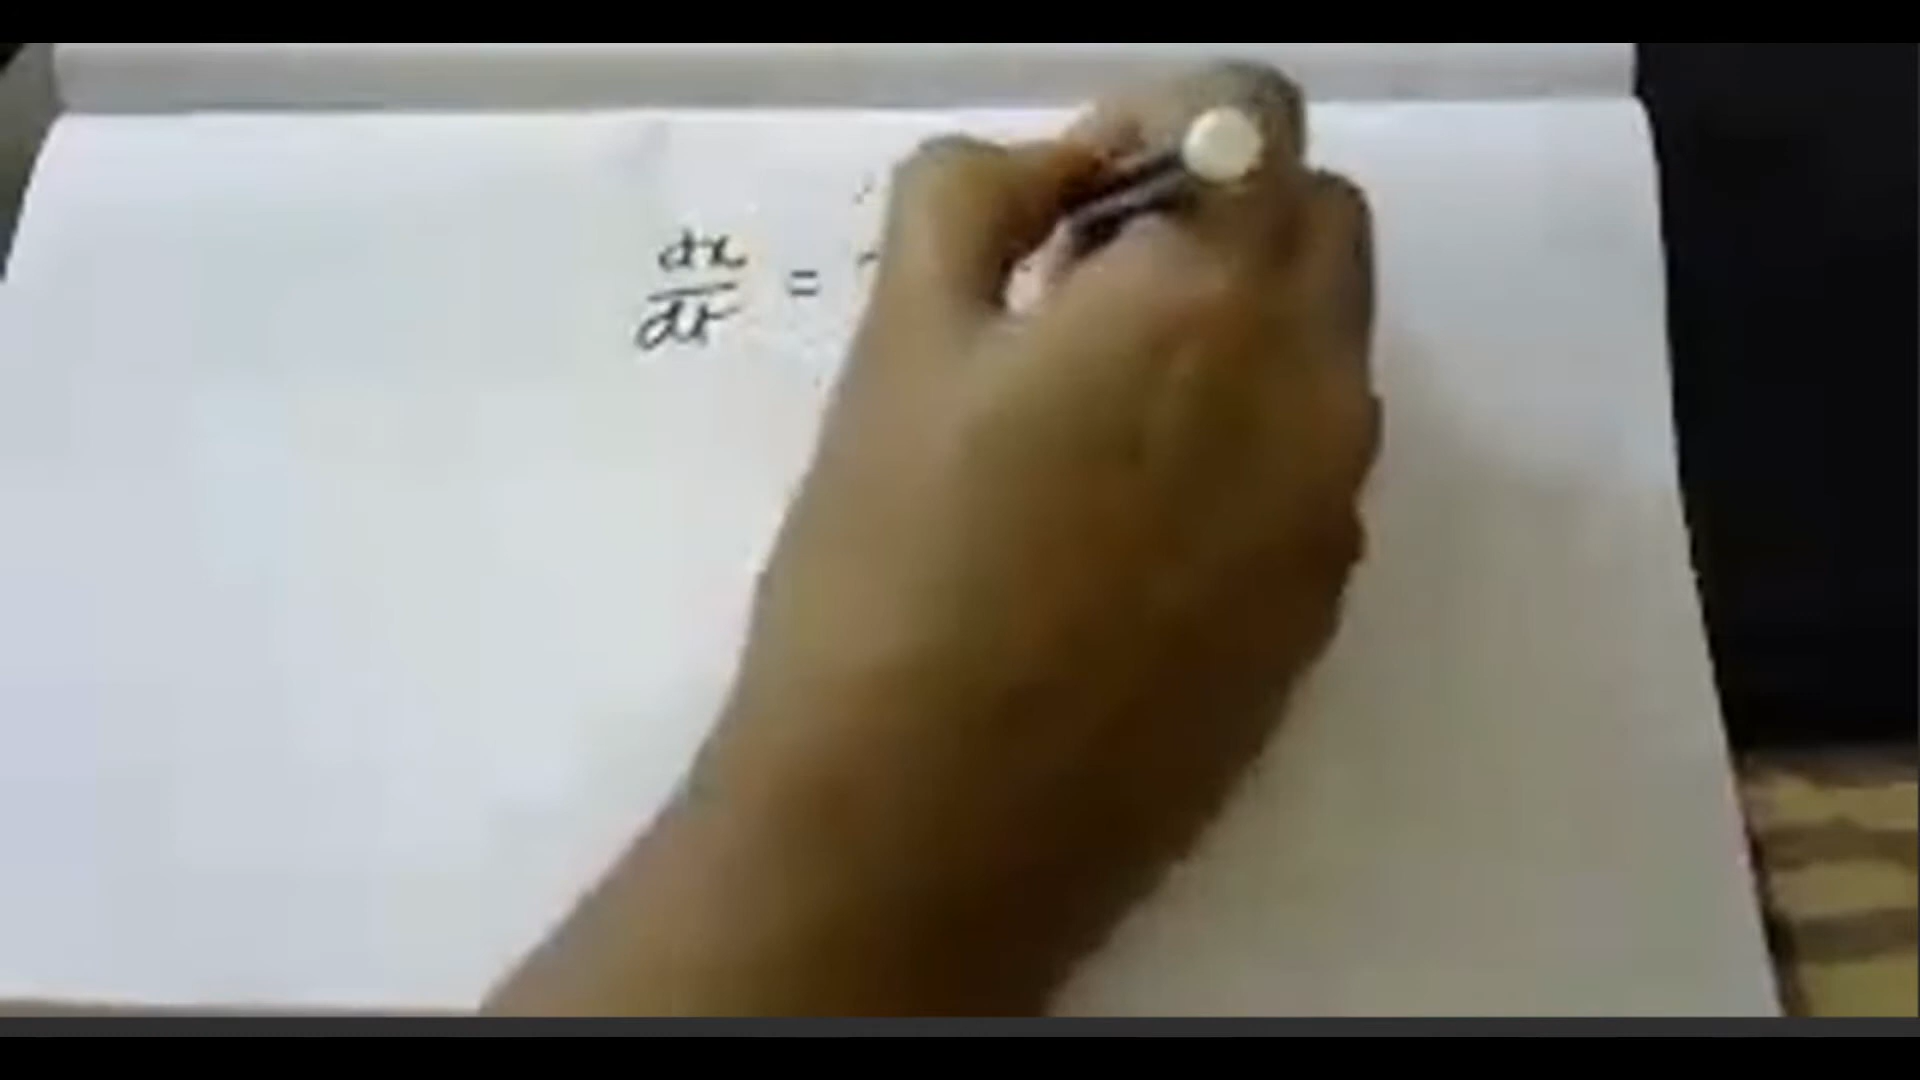 dx/dt =